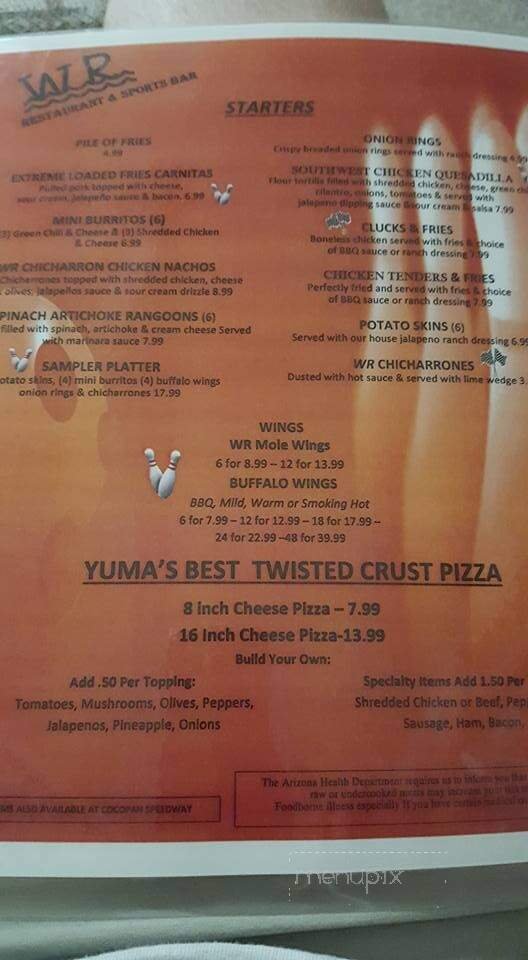 WR
RESTAURANT & SPORTS BAR
STARTERS
PILE OF FRIES
4.99
EXTREME LOADED FRIES CARNITAS
Pulled pork topped with cheese,
sour cream, jalapeño sauce & bacon. 6.99
MINI BURRITOS (6)
(3) Green Chili & Cheese & (3) Shredded Chicken
& Cheese 6.99
WR CHICHARRON CHICKEN NACHOS
Chicharrones topped with shredded chicken, cheese
olives, jalapeños sauce & sour cream drizzle 8.99
SPINACH ARTICHOKE RANGOONS (6)
filled with spinach, artichoke & cream cheese Served
with marinara sauce 7.99
SAMPLER PLATTER
potato skins, (4) mini burritos (4) buffalo wings
onion rings & chicharrones 17.99
ONION RINGS
Crispy breaded onion rings served with ranch dressing 4.99
SOUTHWEST CHICKEN QUESADILLA
Flour tortilla filled with shredded chicken, cheese, green
cilantro, onions, tomatoes & served with
jalapeno dipping sauce & sour cream & salsa 7.99
CLUCKS & FRIES
Boneless chicken served with fries & choice
of BBQ sauce or ranch dressing 7.99
CHICKEN TENDERS & FRIES
Perfectly fried and served with fries & choice
of BBQ sauce or ranch dressing 7.99
POTATO SKINS (6)
Served with our house jalapeno ranch dressing 6.99
WR CHICHARRONES
Dusted with hot sauce & served with lime wedge 3.
WINGS
WR Mole Wings
6 for 8.99 – 12 for 13.99
BUFFALO WINGS
BBQ, Mild, Warm or Smoking Hot
6 for 7.99 – 12 for 12.99 – 18 for 17.99 –
24 for 22.99 –48 for 39.99
YUMA'S BEST TWISTED CRUST PIZZA
8 inch Cheese Pizza – 7.99
16 Inch Cheese Pizza-13.99
Build Your Own:
Add .50 Per Topping:
Tomatoes, Mushrooms, Olives, Peppers,
Jalapenos, Pineapple, Onions
Specialty Items Add 1.50 Per
Shredded Chicken or Beef, Pep
Sausage, Ham, Bacon,
ALSO AVAILABLE AT COCOPAH SPEEDWAY
The Arizona Health Department requires us to inform you that
raw or undercooked meats may increase your
Foodborne illness especially if you have certain medical
menupix